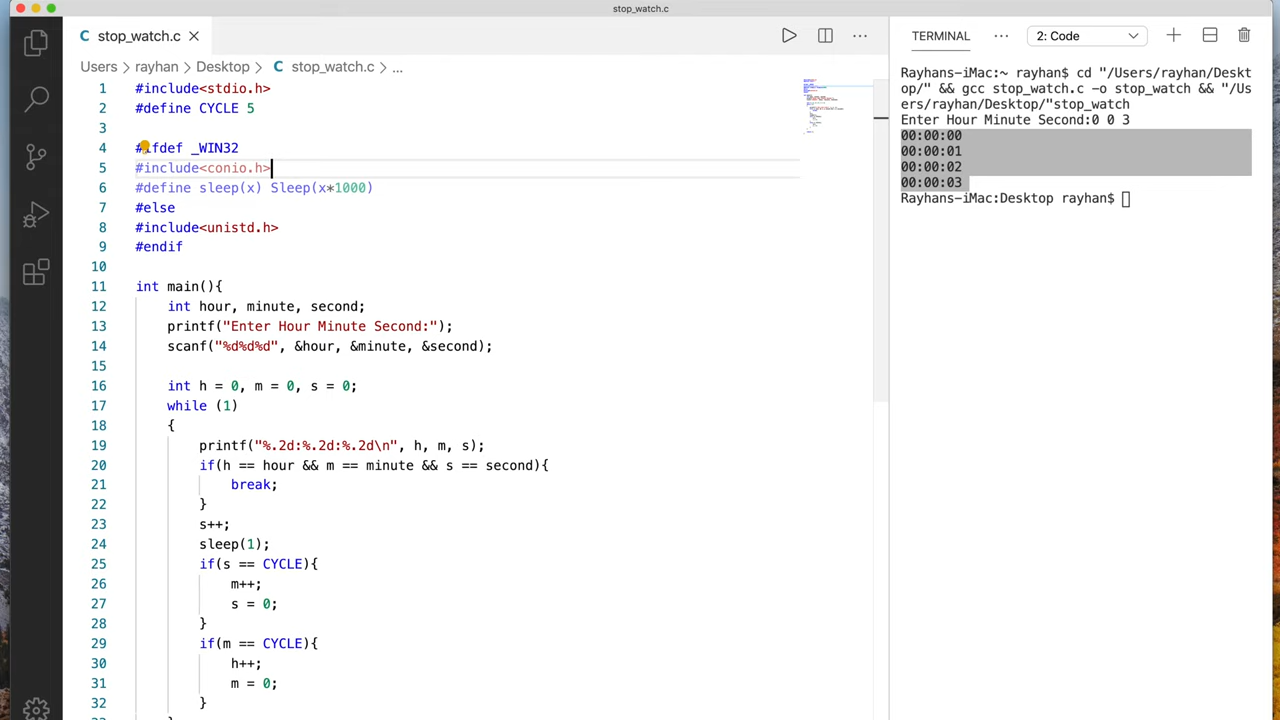 stop_watch.c
stop_watch.c
Users rayhan Desktop stop_watch.c ...
1 #include<stdio.h>
2 #define CYCLE 5
3
4 #ifdef _WIN32
5 #include<conio.h>
6 #define sleep(x) Sleep(x*1000)
7 #else
8 #include<unistd.h>
9 #endif
10
11 int main(){
12 int hour, minute, second;
13 printf("Enter Hour Minute Second:");
14 scanf("%d%d%d", &hour, &minute, &second);
15
16 int h = 0, m = 0, s = 0;
17 while (1)
18 {
19 printf("%.2d:%.2d:%.2d\n", h, m, s);
20 if(h == hour && m == minute && s == second){
21 break;
22 }
23 s++;
24 sleep(1);
25 if(s == CYCLE){
26 m++;
27 s = 0;
28 }
29 if(m == CYCLE){
30 h++;
31 m = 0;
32 }
TERMINAL ... 2: Code
Rayhans-iMac:~ rayhan$ cd "/Users/rayhan/Deskt
op/" && gcc stop_watch.c -o stop_watch && "/Us
ers/rayhan/Desktop/"stop_watch
Enter Hour Minute Second:0 0 3
00:00:00
00:00:01
00:00:02
00:00:03
Rayhans-iMac:Desktop rayhan$